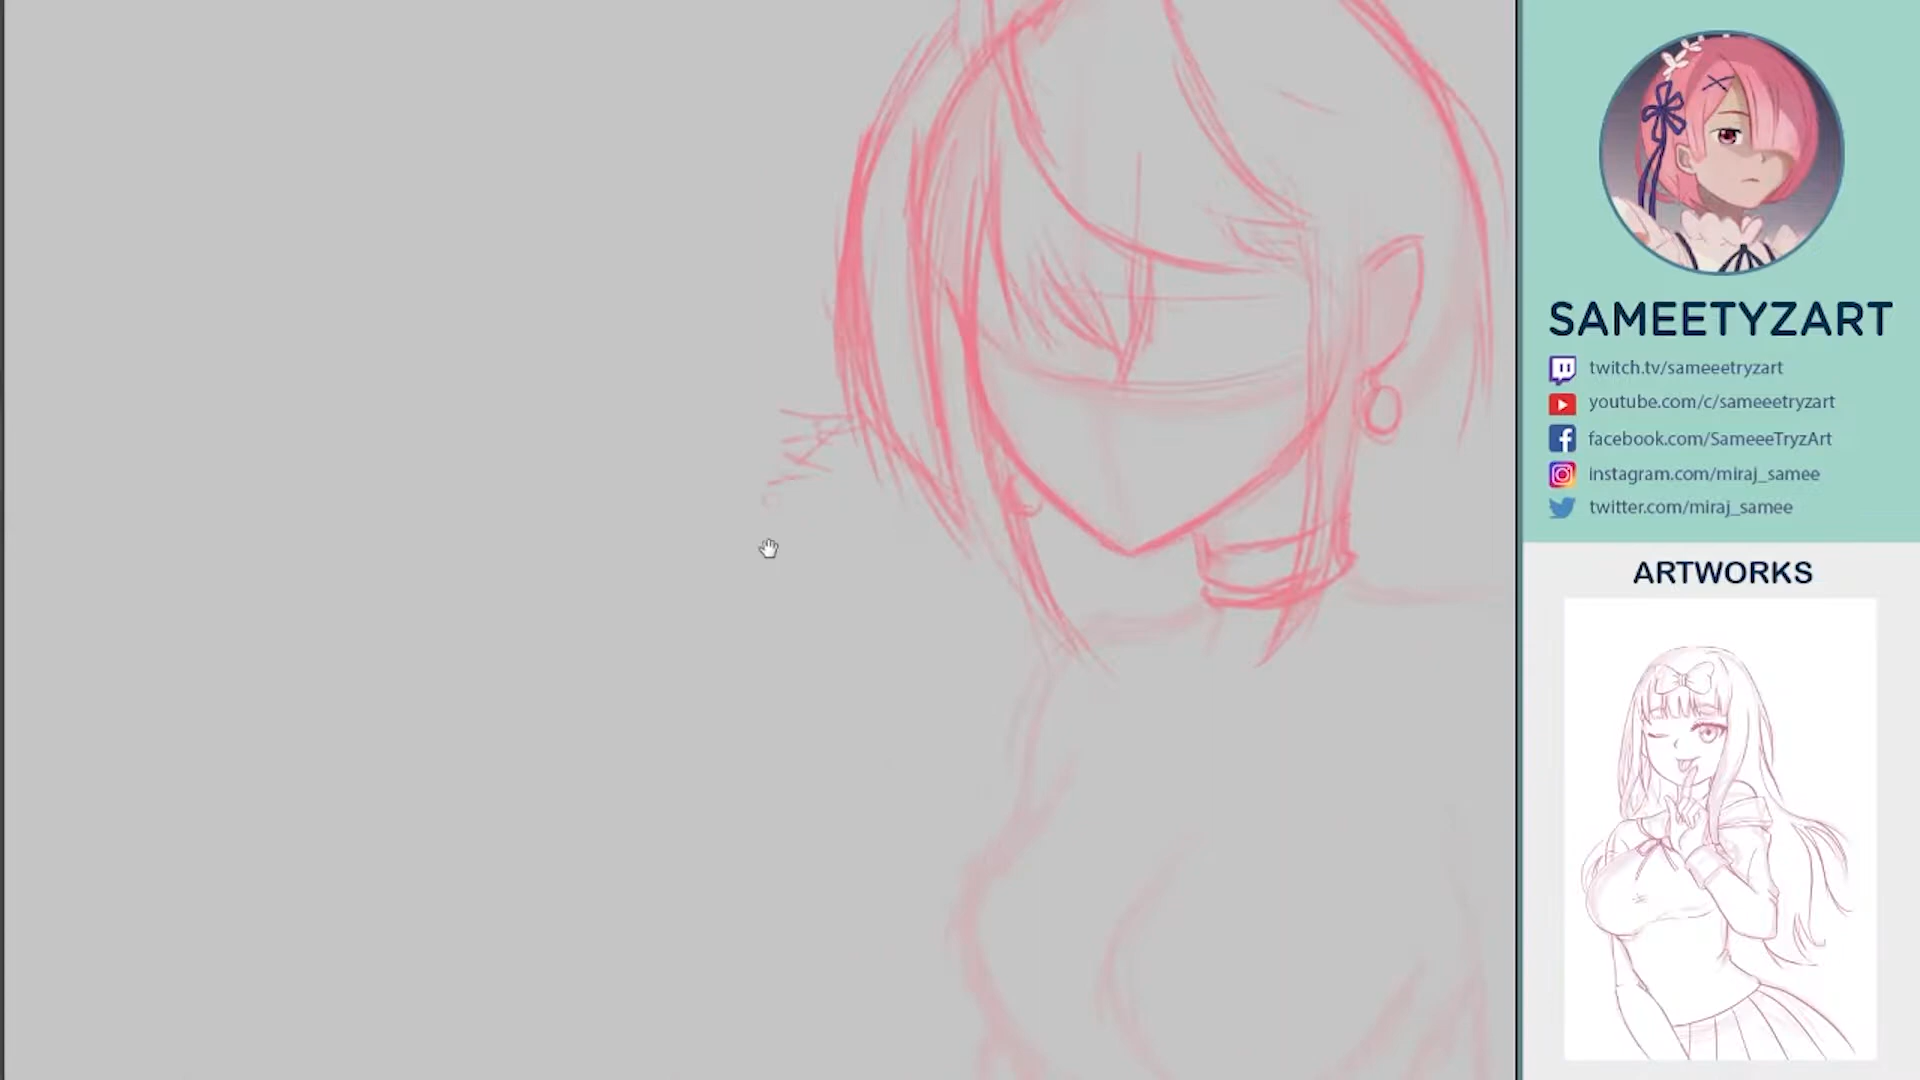 SAMEETYZART
twitch.tv/sameeetryzart
youtube.com/c/sameeetryzart
facebook.com/SameeeTryzArt
instagram.com/miraj_samee
twitter.com/miraj_samee
ARTWORKS